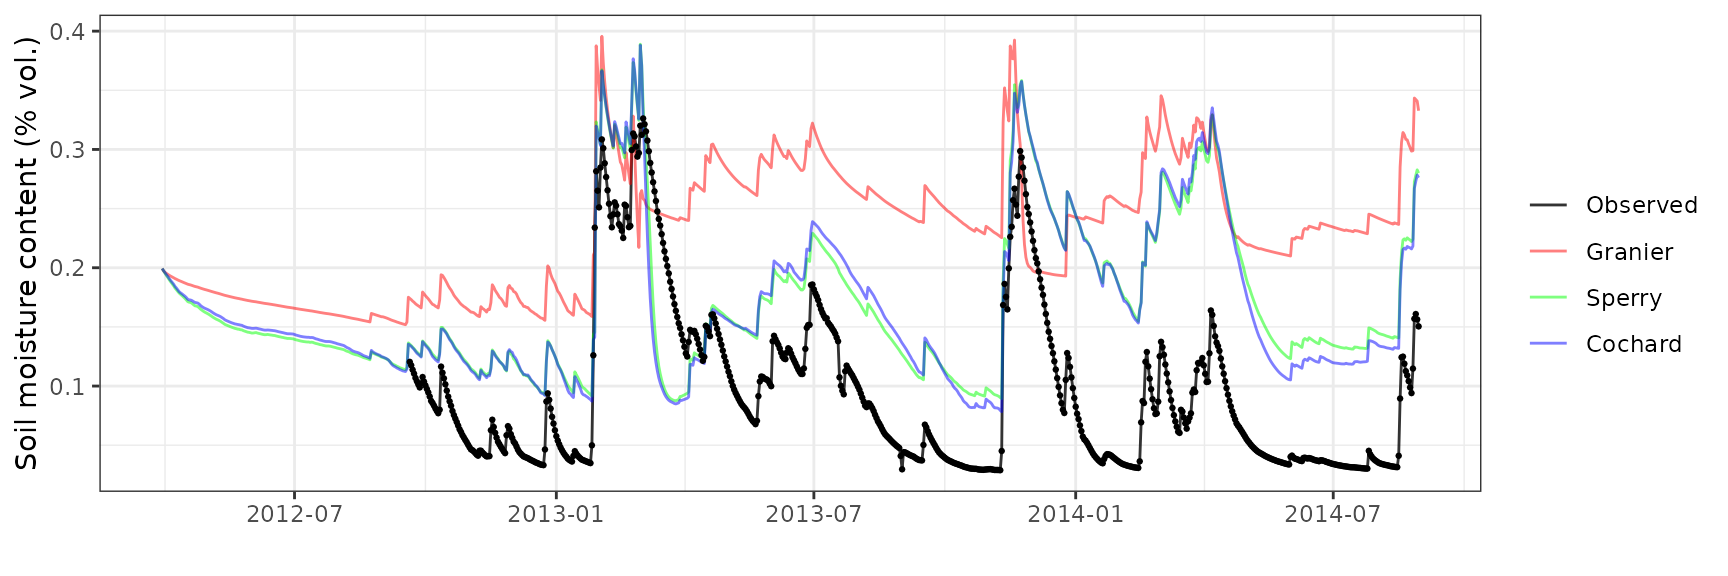 Soil moisture content (% vol.)
0.4
0.3
0.2
0.1
2012-07
2013-01
2013-07
2014-01
2014-07
Observed
Granier
Sperry
Cochard